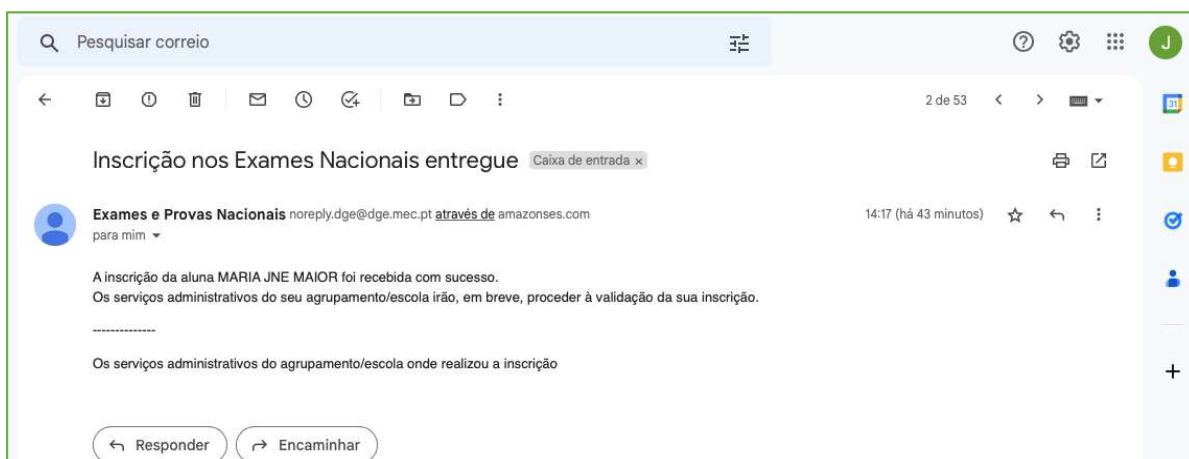 Pesquisar correio
J
2 de 53
31
Inscrição nos Exames Nacionais entregue Caixa de entrada x
Exames e Provas Nacionais noreply.dge@dge.mec.pt através de amazonses.com 14:17 (há 43 minutos)
para mim
A inscrição da aluna MARIA JNE MAIOR foi recebida com sucesso.
Os serviços administrativos do seu agrupamento/escola irão, em breve, proceder à validação da sua inscrição.
--------------
Os serviços administrativos do agrupamento/escola onde realizou a inscrição
Responder Encaminhar